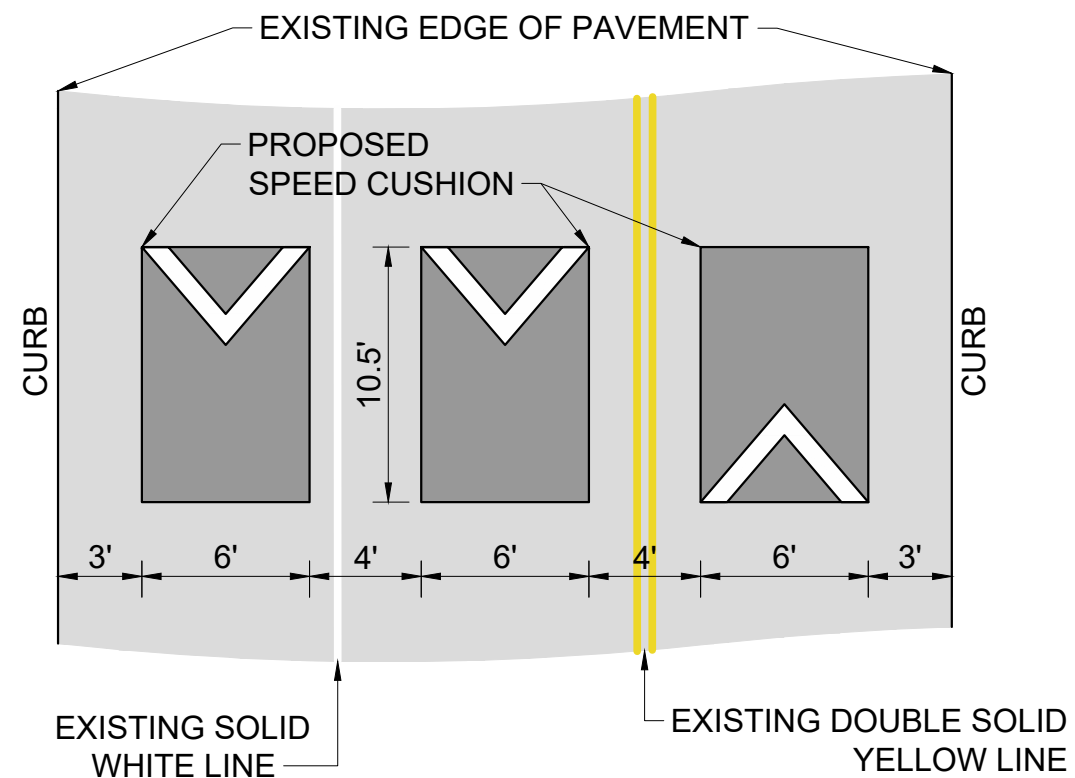 EXISTING EDGE OF PAVEMENT
PROPOSED
SPEED CUSHION
CURB
10.5'
CURB
3'
6'
4'
6'
4'
6'
3'
EXISTING SOLID
WHITE LINE
EXISTING DOUBLE SOLID
YELLOW LINE